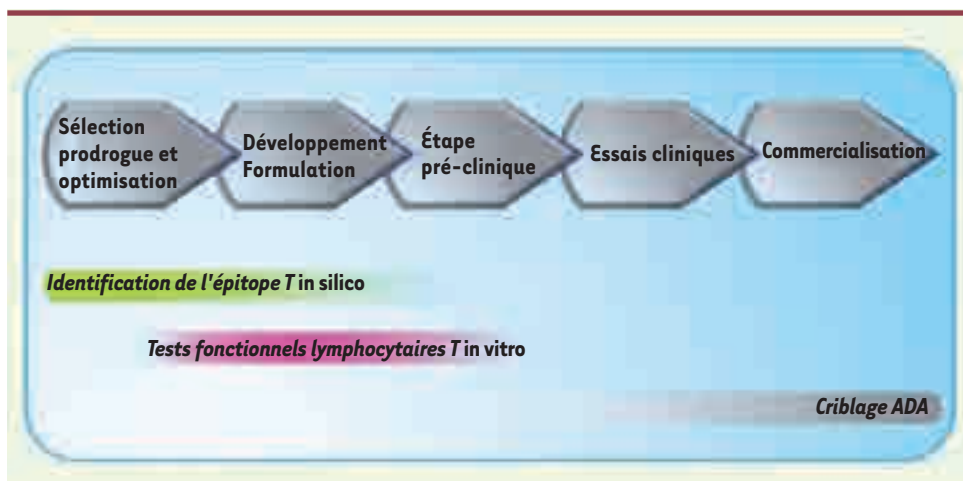 Sélection
prodrogue et
optimisation
Développement
Formulation
Étape
pré-clinique
Essais cliniques
Commercialisation
Identification de l'épitope T in silico
Tests fonctionnels lymphocytaires T in vitro
Criblage ADA